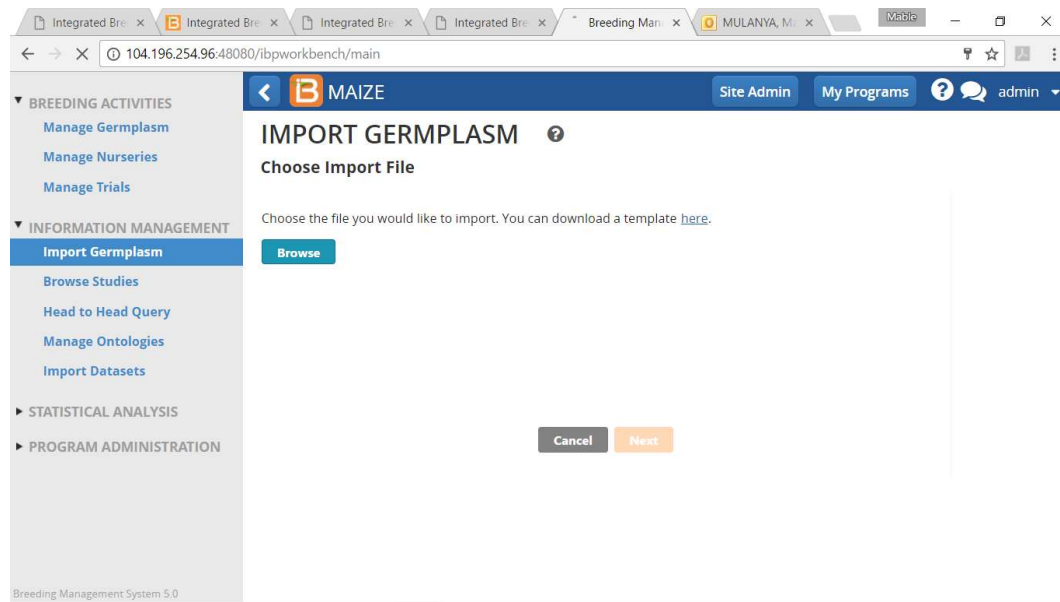 Integrated Bre
Integrated Bre
Integrated Bre
Integrated Bre
Breeding Man
MULANYA, M
Mable
104.196.254.96:48080/ibpworkbench/main
BREEDING ACTIVITIES
Manage Germplasm
Manage Nurseries
Manage Trials
INFORMATION MANAGEMENT
Import Germplasm
Browse Studies
Head to Head Query
Manage Ontologies
Import Datasets
STATISTICAL ANALYSIS
PROGRAM ADMINISTRATION
Breeding Management System 5.0
B MAIZE
Site Admin
My Programs
? admin
IMPORT GERMPLASM ?
Choose Import File
Choose the file you would like to import. You can download a template here.
Browse
Cancel
Next